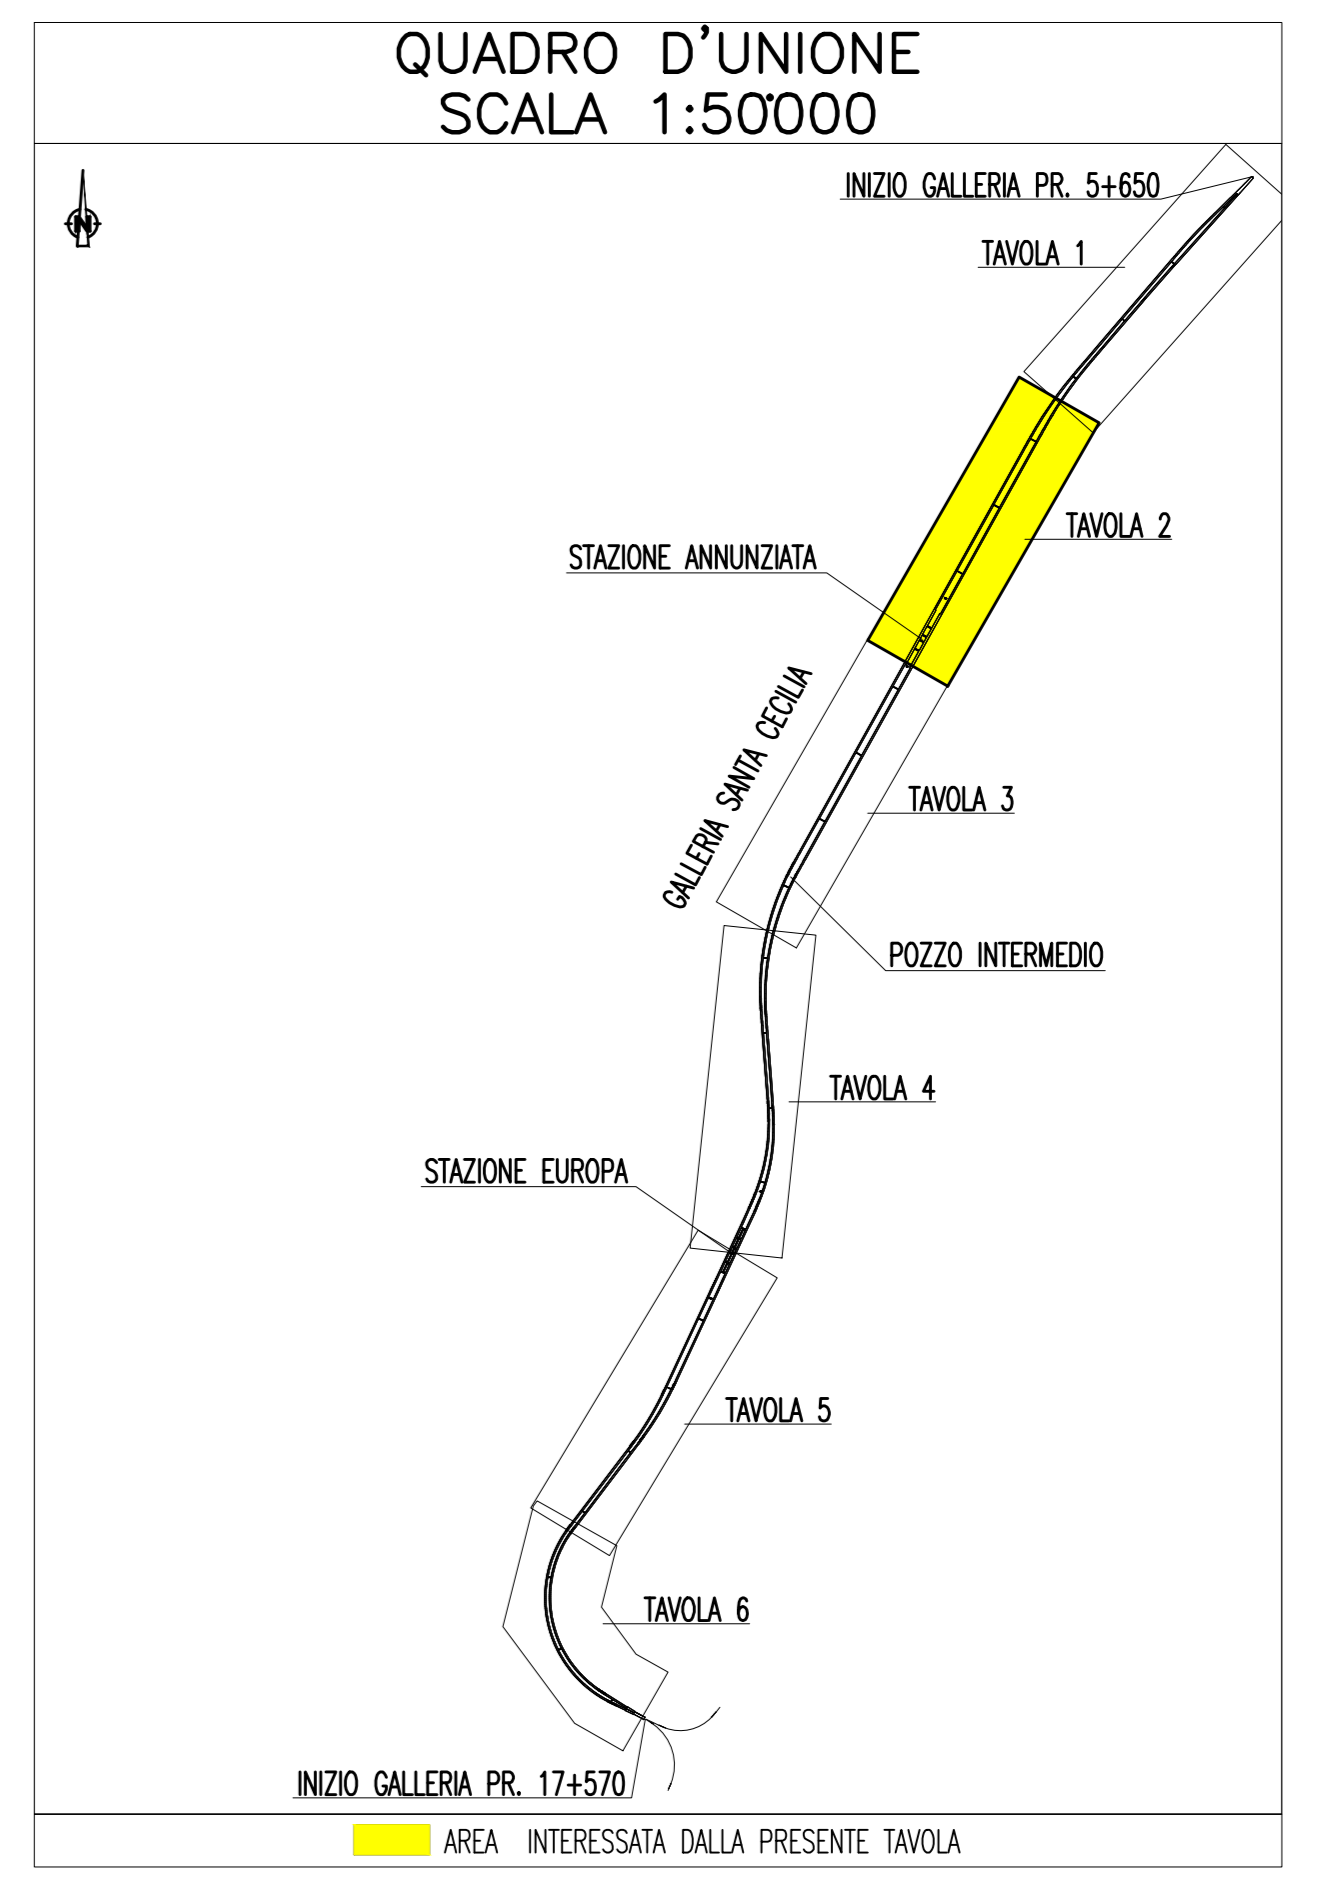 QUADRO D'UNIONE
SCALA 1:50'000
N
INIZIO GALLERIA PR. 5+650
TAVOLA 1
TAVOLA 2
STAZIONE ANNUNZIATA
GALLERIA SANTA CECILIA
TAVOLA 3
POZZO INTERMEDIO
TAVOLA 4
STAZIONE EUROPA
TAVOLA 5
TAVOLA 6
INIZIO GALLERIA PR. 17+570
AREA INTERESSATA DALLA PRESENTE TAVOLA